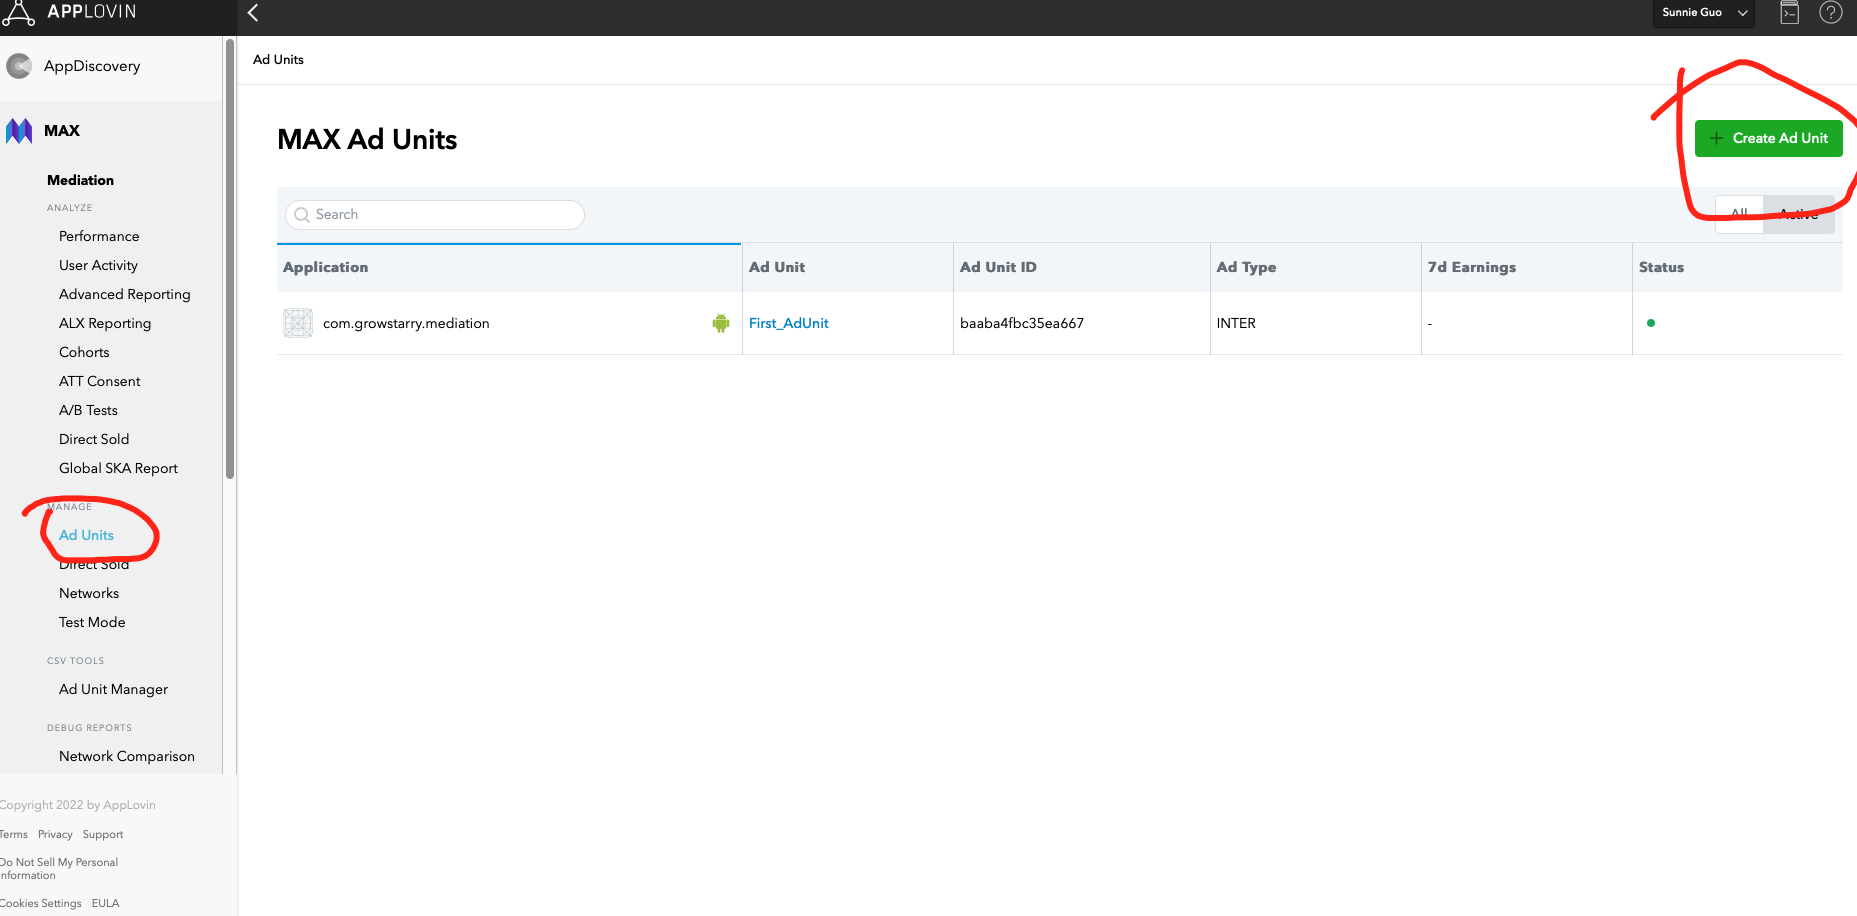 APPLOVIN
Sunnie Guo
AppDiscovery
MAX
Mediation
ANALYZE
Performance
User Activity
Advanced Reporting
ALX Reporting
Cohorts
ATT Consent
A/B Tests
Direct Sold
Global SKA Report
MANAGE
Ad Units
Direct Sold
Networks
Test Mode
CSV TOOLS
Ad Unit Manager
DEBUG REPORTS
Network Comparison
Copyright 2022 by AppLovin
Terms Privacy Support
Do Not Sell My Personal
Information
Cookies Settings EULA
Ad Units
MAX Ad Units
+ Create Ad Unit
Search
All Active
Application Ad Unit Ad Unit ID Ad Type 7d Earnings Status
com.growstarry.mediation First_AdUnit baaba4fbc35ea667 INTER -